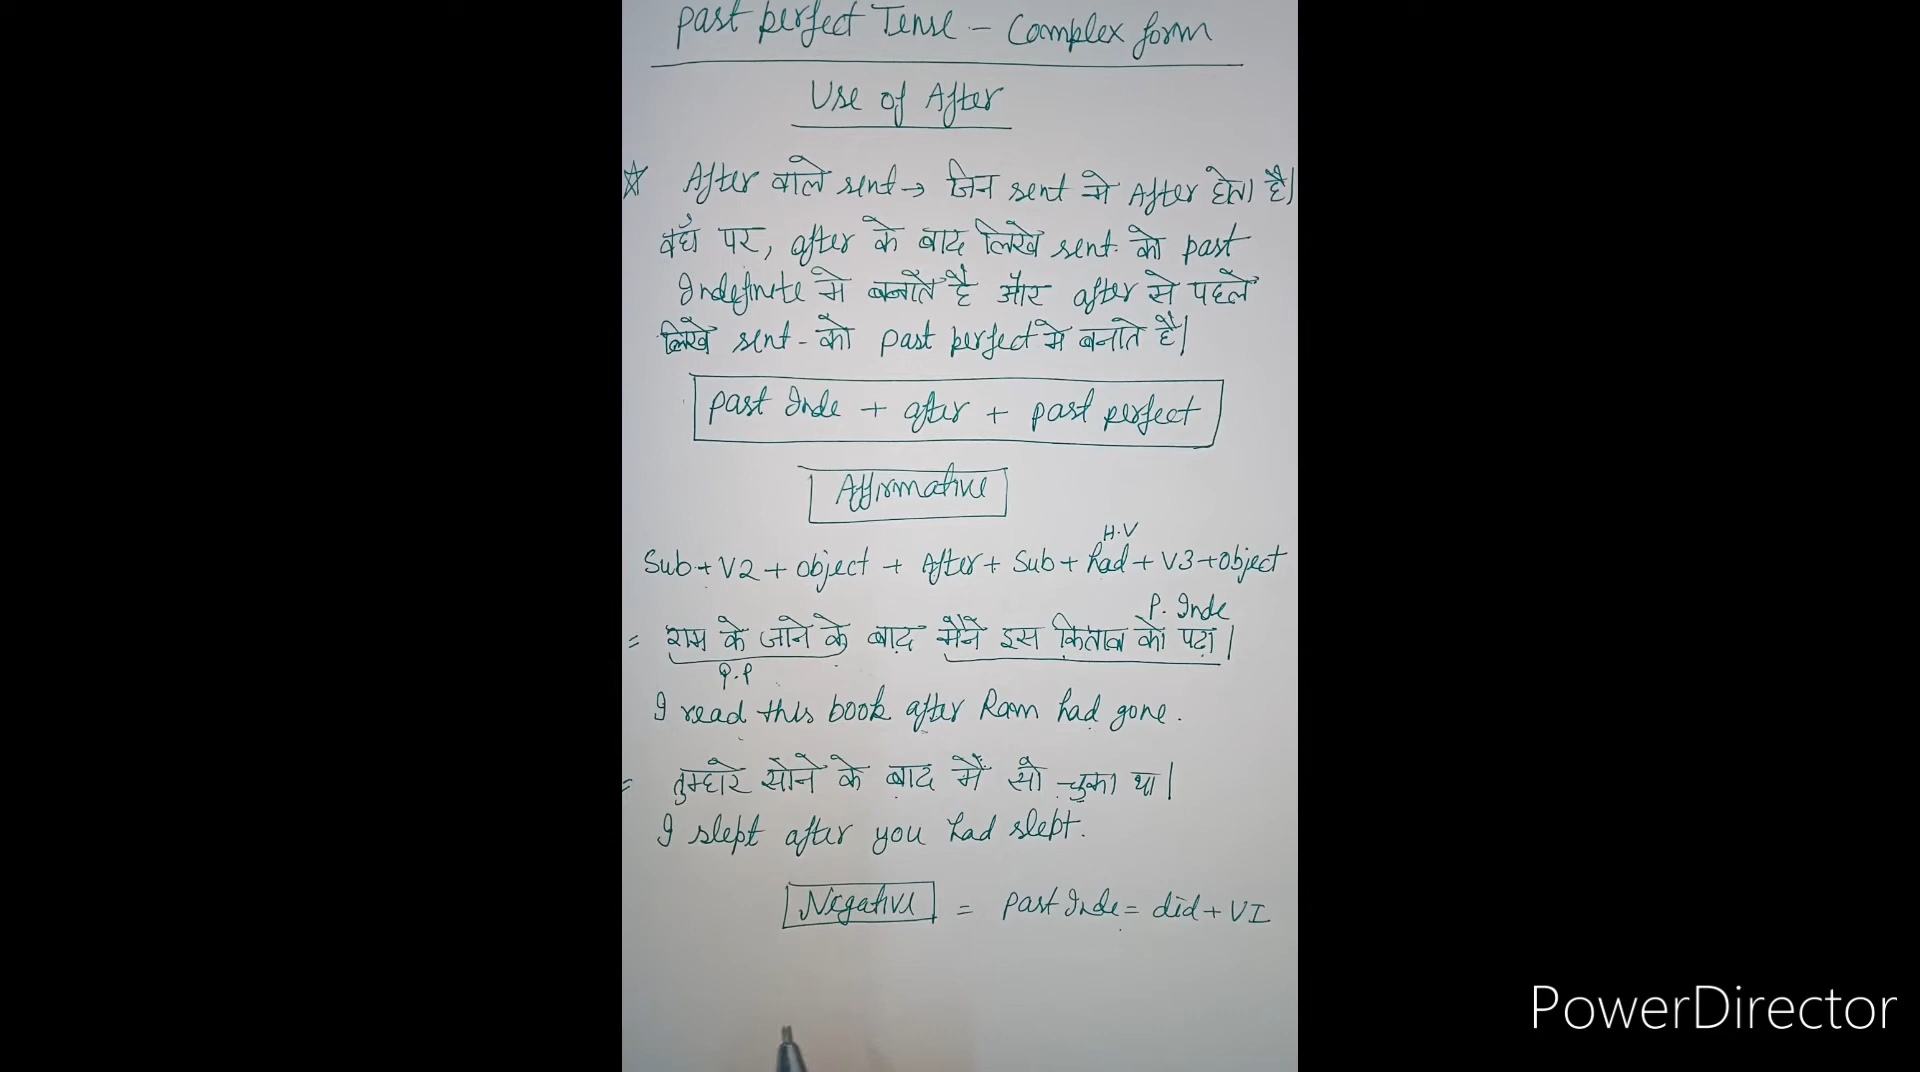 Past perfect Tense - Complex form
Use of After
☆ After वाले sent → जिन sent मे After होता है।
वहाँ पर, after के बाद लिखे sent. को past
Indefinite मे बनाते है और after से पहले
लिखे sent - को past perfect मे बनाते हैं।
past Inde + after + past perfect
Affirmative
H.V
Sub + V2 + object + After + Sub + had + V3 + object
P. Inde
= राम के जाने के बाद मैंने इस किताब को पढा।
P.P
I read this book after Ram had gone.
= तुम्हारे सोने के बाद मैं सो चुका था।
I slept after you had slept.
Negative = Past Inde = did + VI
PowerDirector